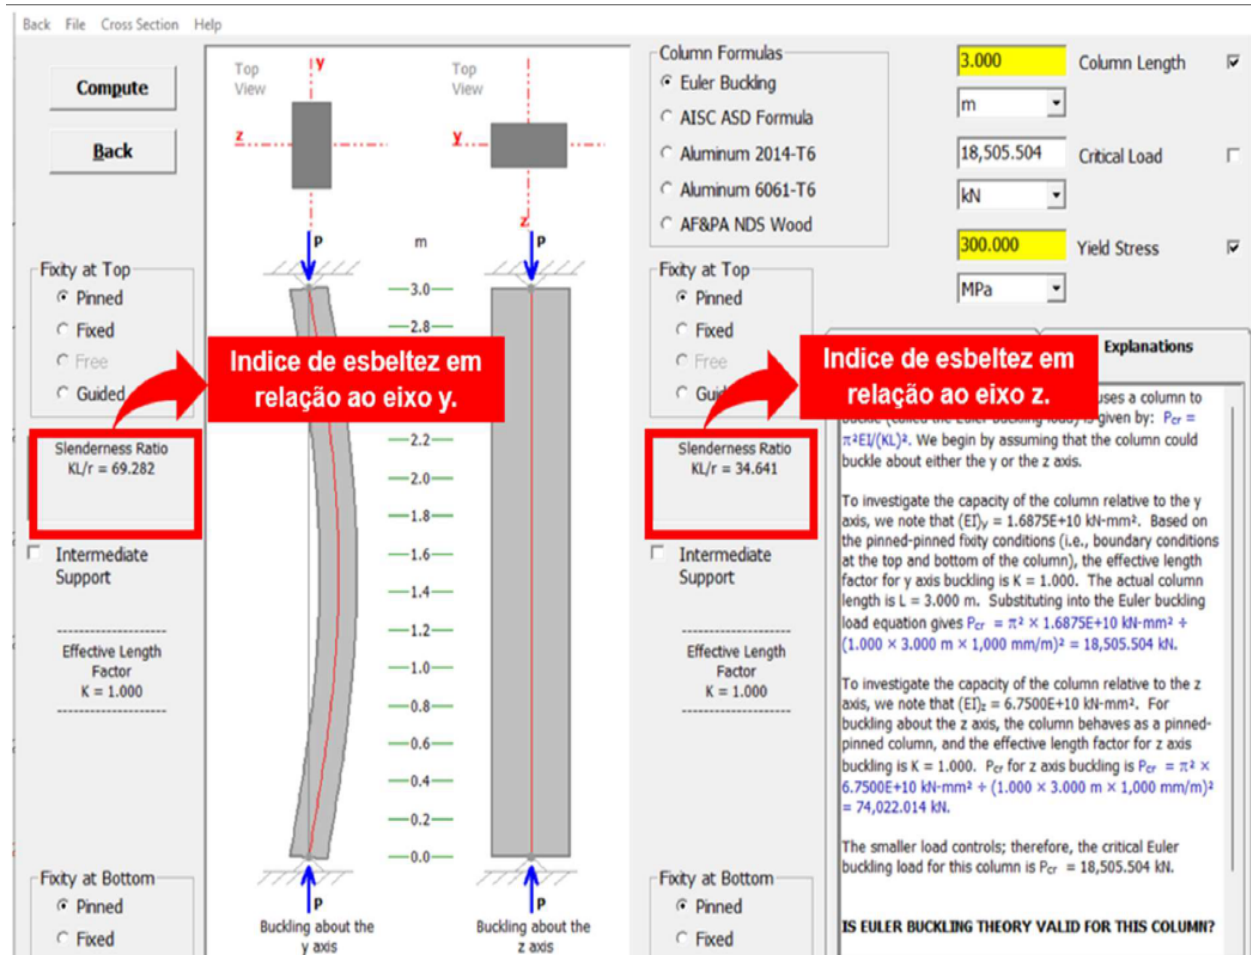 Back File Cross Section Help
Compute
Back
Top
View
y
z
Top
View
y
z
P
m
P
3.0
2.8
2.2
2.0
1.8
1.6
1.4
1.2
1.0
0.8
0.6
0.4
0.2
0.0
P
P
Buckling about the
y axis
Buckling about the
z axis
Fixity at Top
Pinned
Fixed
Free
Guided
Indice de esbeltez em
relação ao eixo y.
Slenderness Ratio
KL/r = 69.282
Intermediate
Support
Effective Length
Factor
K = 1.000
Fixity at Bottom
Pinned
Fixed
Column Formulas
Euler Buckling
AISC ASD Formula
Aluminum 2014-T6
Aluminum 6061-T6
AF&PA NDS Wood
3.000 Column Length
m
18,505.504 Critical Load
kN
300.000 Yield Stress
MPa
Fixity at Top
Pinned
Fixed
Free
Indice de esbeltez em
relação ao eixo z.
Slenderness Ratio
KL/r = 34.641
Intermediate
Support
Effective Length
Factor
K = 1.000
Fixity at Bottom
Pinned
Fixed
Explanations
uses a column to
given by: Pcr =
π²EI/(KL)². We begin by assuming that the column could
buckle about either the y or the z axis.
To investigate the capacity of the column relative to the y
axis, we note that (EI)y = 1.6875E+10 kN-mm². Based on
the pinned-pinned fixity conditions (i.e., boundary conditions
at the top and bottom of the column), the effective length
factor for y axis buckling is K = 1.000. The actual column
length is L = 3.000 m. Substituting into the Euler buckling
load equation gives Pcr = π² × 1.6875E+10 kN-mm² ÷
(1.000 × 3.000 m × 1,000 mm/m)² = 18,505.504 kN.
To investigate the capacity of the column relative to the z
axis, we note that (EI)z = 6.7500E+10 kN-mm². For
buckling about the z axis, the column behaves as a pinned-
pinned column, and the effective length factor for z axis
buckling is K = 1.000. Pcr for z axis buckling is Pcr = π² ×
6.7500E+10 kN-mm² ÷ (1.000 × 3.000 m × 1,000 mm/m)²
= 74,022.014 kN.
The smaller load controls; therefore, the critical Euler
buckling load for this column is Pcr = 18,505.504 kN.
IS EULER BUCKLING THEORY VALID FOR THIS COLUMN?